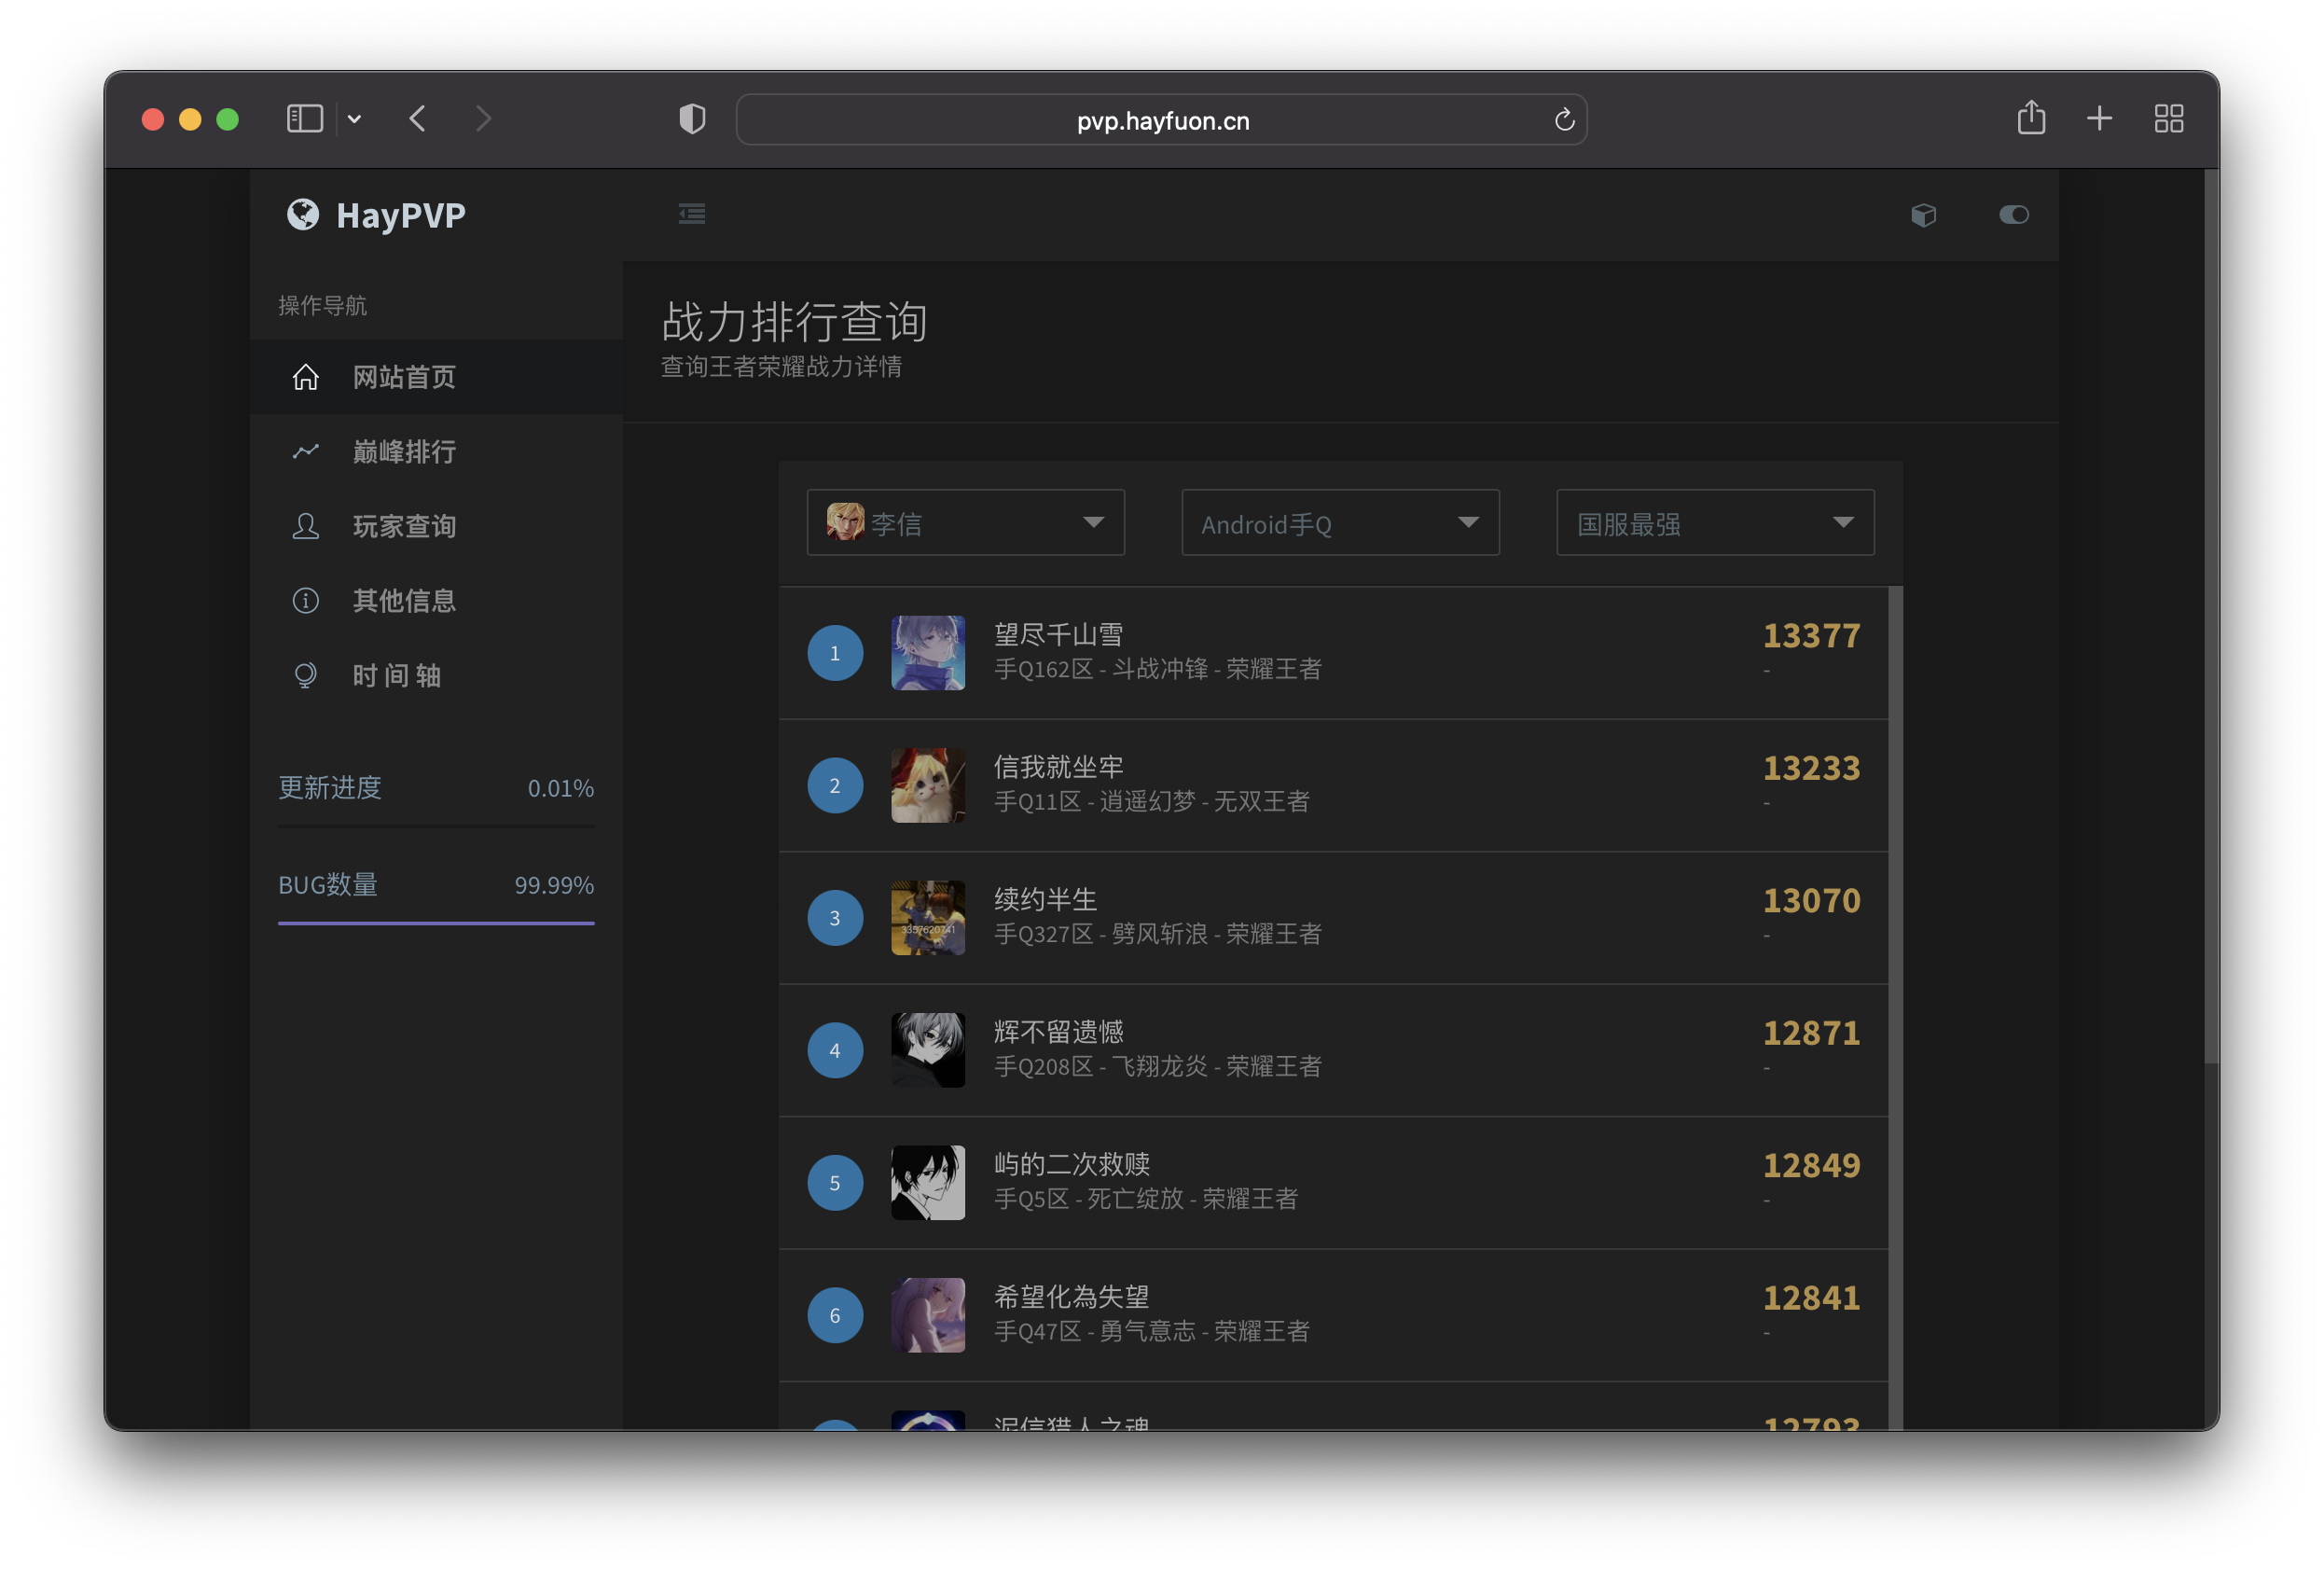 pvp.hayfuon.cn
HayPVP
操作导航
网站首页
巅峰排行
玩家查询
其他信息
时 间 轴
更新进度 0.01%
BUG数量 99.99%
战力排行查询
查询王者荣耀战力详情
李信 Android手Q 国服最强
1 望尽千山雪 13377
手Q162区 - 斗战冲锋 - 荣耀王者 -
2 信我就坐牢 13233
手Q11区 - 逍遥幻梦 - 无双王者 -
3 续约半生 13070
3357620741
手Q327区 - 劈风斩浪 - 荣耀王者 -
4 辉不留遗憾 12871
手Q208区 - 飞翔龙炎 - 荣耀王者 -
5 屿的二次救赎 12849
手Q5区 - 死亡绽放 - 荣耀王者 -
6 希望化為失望 12841
手Q47区 - 勇气意志 - 荣耀王者 -
泥信猎人之魂 12793